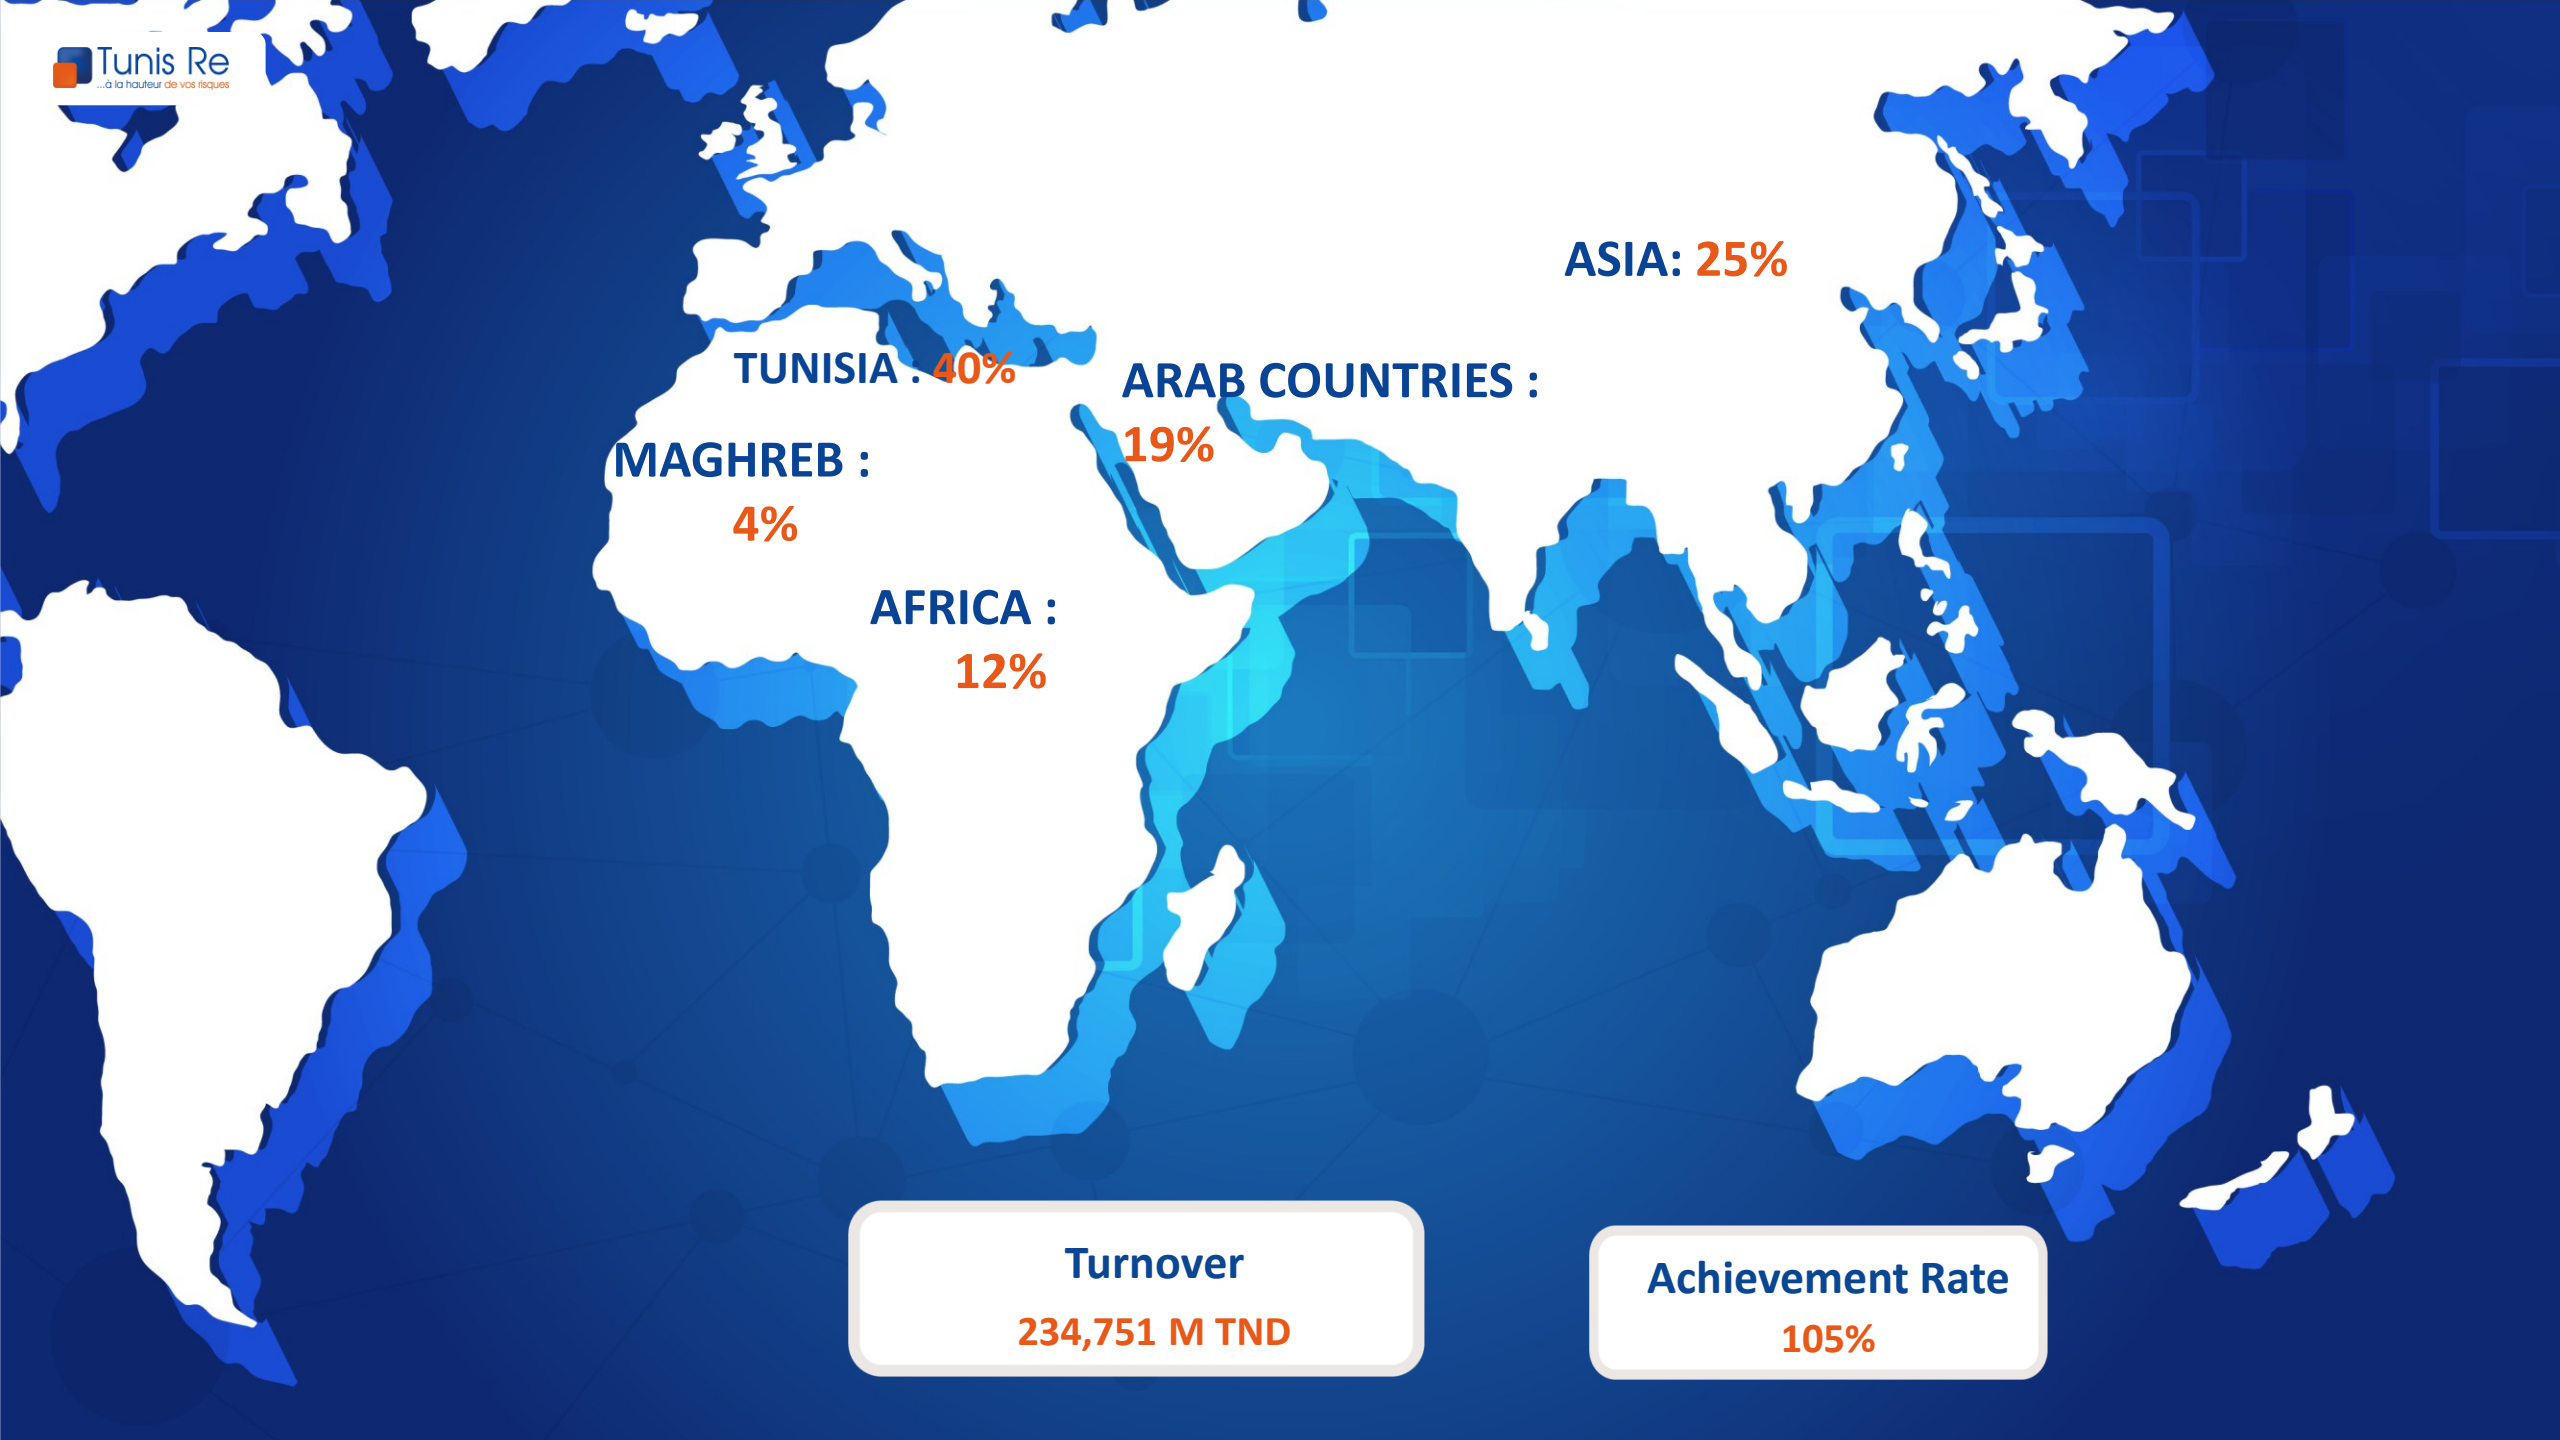 Tunis Re
...à la hauteur de vos risques
ASIA: 25%
TUNISIA : 40%
ARAB COUNTRIES :
19%
MAGHREB :
4%
AFRICA :
12%
Turnover
234,751 M TND
Achievement Rate
105%